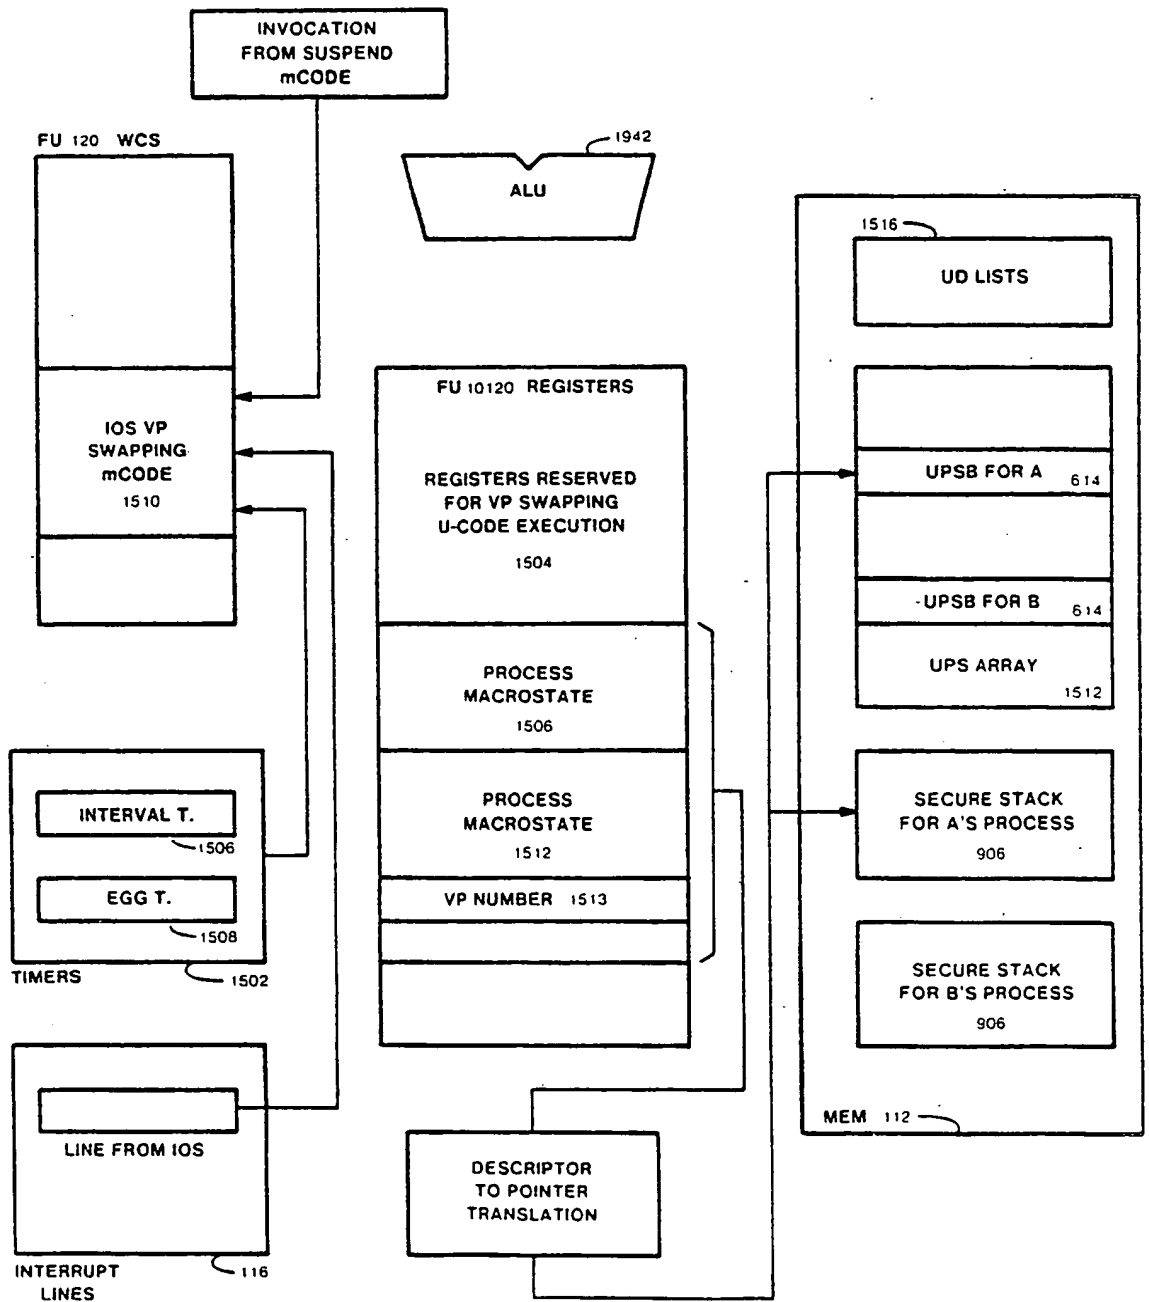 INVOCATION
FROM SUSPEND
mCODE
FU 120 WCS
IOS VP
SWAPPING
mCODE
1510
1942
ALU
FU 10120 REGISTERS
REGISTERS RESERVED
FOR VP SWAPPING
U-CODE EXECUTION
1504
PROCESS
MACROSTATE
1506
PROCESS
MACROSTATE
1512
VP NUMBER 1513
INTERVAL T.
1506
EGG T.
1508
TIMERS
1502
LINE FROM IOS
INTERRUPT
LINES
116
DESCRIPTOR
TO POINTER
TRANSLATION
1516
UD LISTS
UPSB FOR A
614
UPSB FOR B
614
UPS ARRAY
1512
SECURE STACK
FOR A'S PROCESS
906
SECURE STACK
FOR B'S PROCESS
906
MEM 112